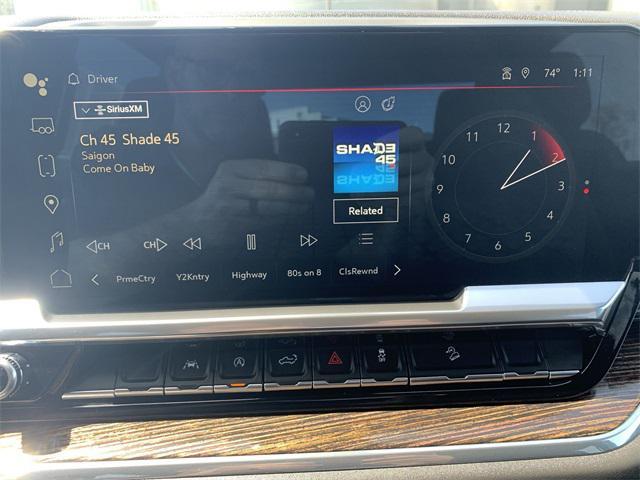 Driver
74° 1:11
SiriusXM
Ch 45 Shade 45
Saigon
Come On Baby
SHADE
45
Related
12
1
2
3
4
5
6
7
8
9
10
11
CH
CH
PrmeCtry Y2Kntry Highway 80s on 8 ClsRewnd